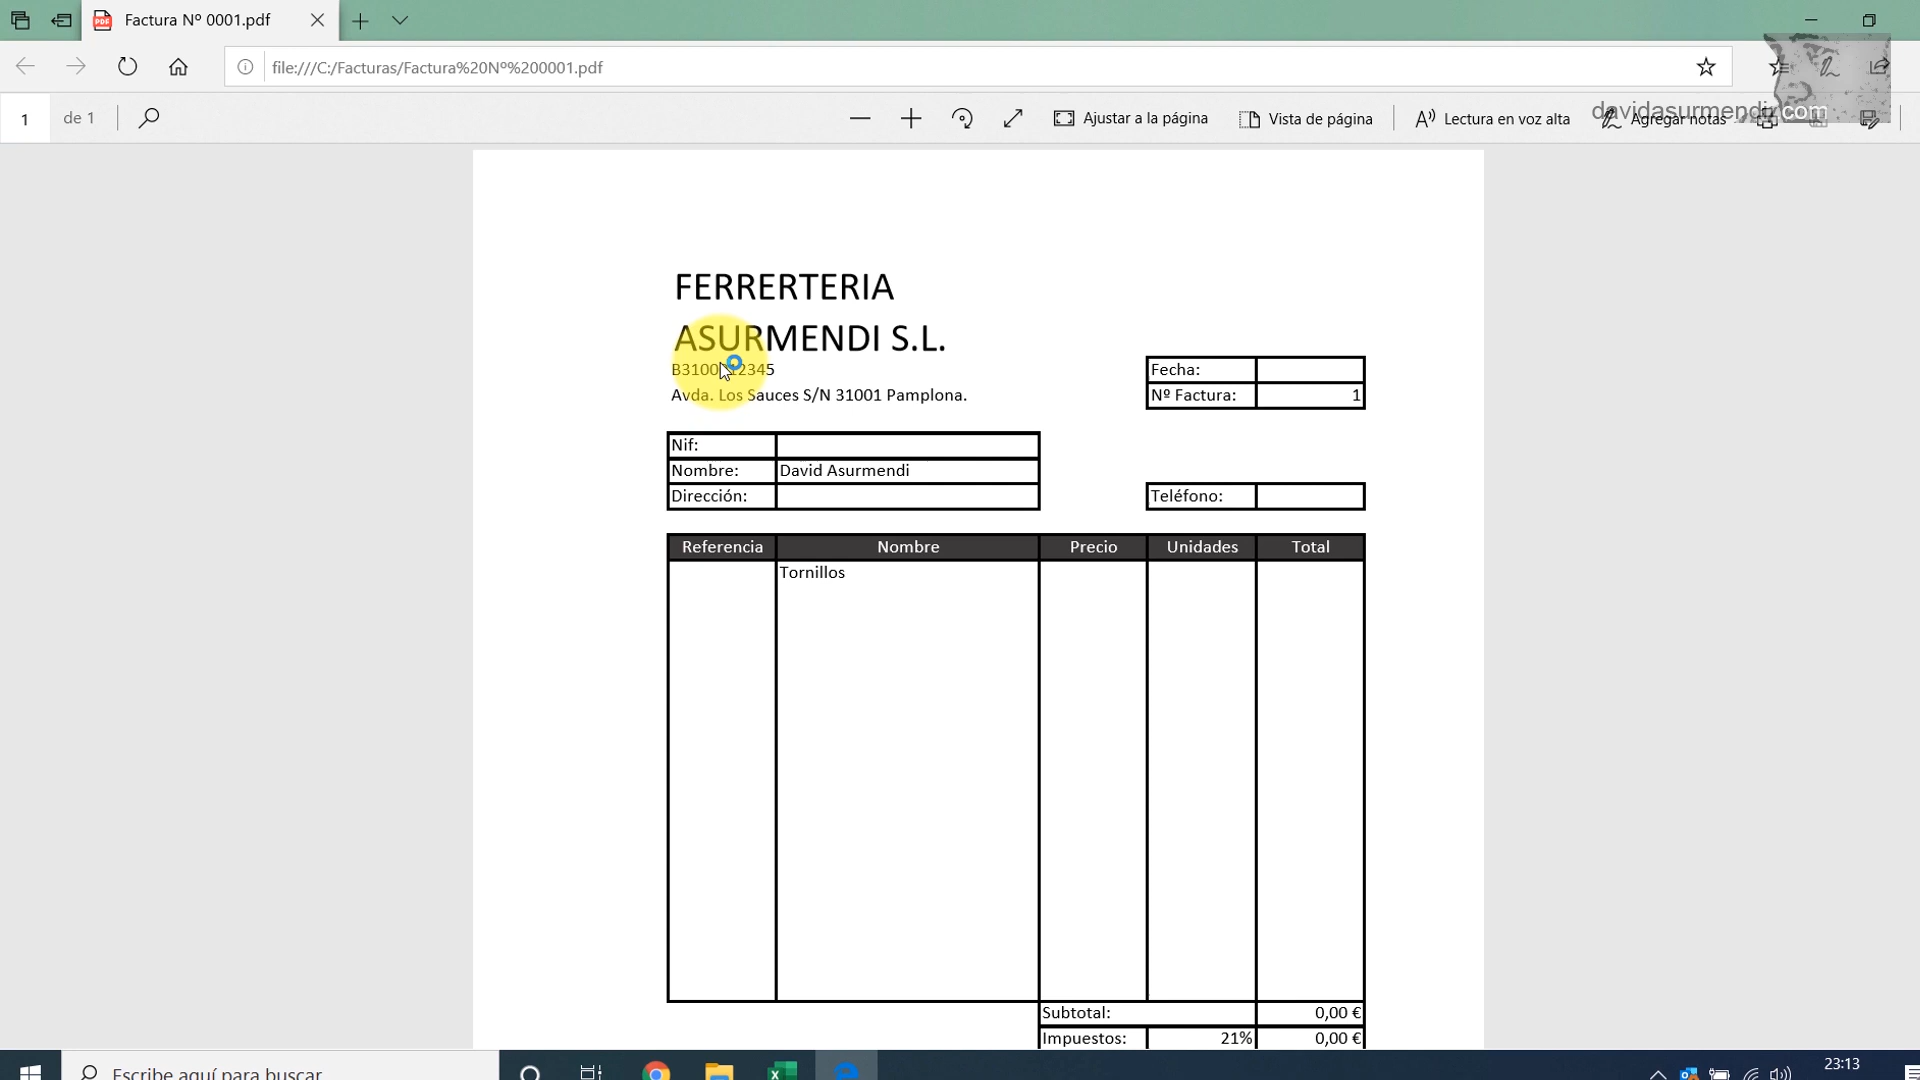 Factura Nº 0001.pdf
file:///C:/Facturas/Factura%20Nº%200001.pdf
1 de 1
Ajustar a la página
Vista de página
Lectura en voz alta
Agregar notas
davidasurmendi.com
FERRERTERIA
ASURMENDI S.L.
Avda. Los Sauces S/N 31001 Pamplona.
Fecha:
Nº Factura: 1
Nif:
Nombre: David Asurmendi
Dirección:
Teléfono:
Referencia Nombre Precio Unidades Total
Tornillos
Subtotal: 0,00 €
Impuestos: 21% 0,00 €
Escribe aquí para buscar
23:13